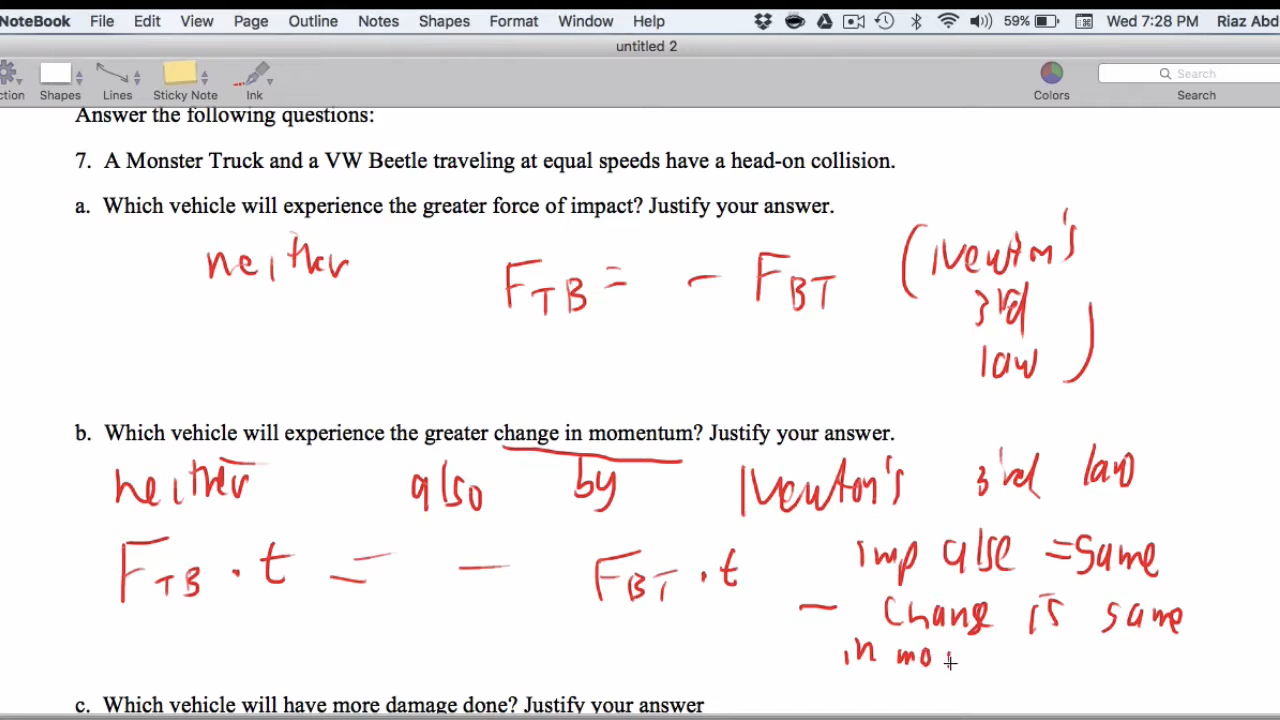 NoteBook File Edit View Page Outline Notes Shapes Format Window Help 59% Wed 7:28 PM Riaz Abd
untitled 2
ction Shapes Lines Sticky Note Ink Colors Search
Search
Answer the following questions:
7. A Monster Truck and a VW Beetle traveling at equal speeds have a head-on collision.
a. Which vehicle will experience the greater force of impact? Justify your answer.
neither F_TB = - F_BT (Newton's
3rd
law)
b. Which vehicle will experience the greater change in momentum? Justify your answer.
neither also by Newton's 3rd law
F_TB · t = - F_BT · t impulse = same
- Change is same
in mo
c. Which vehicle will have more damage done? Justify your answer